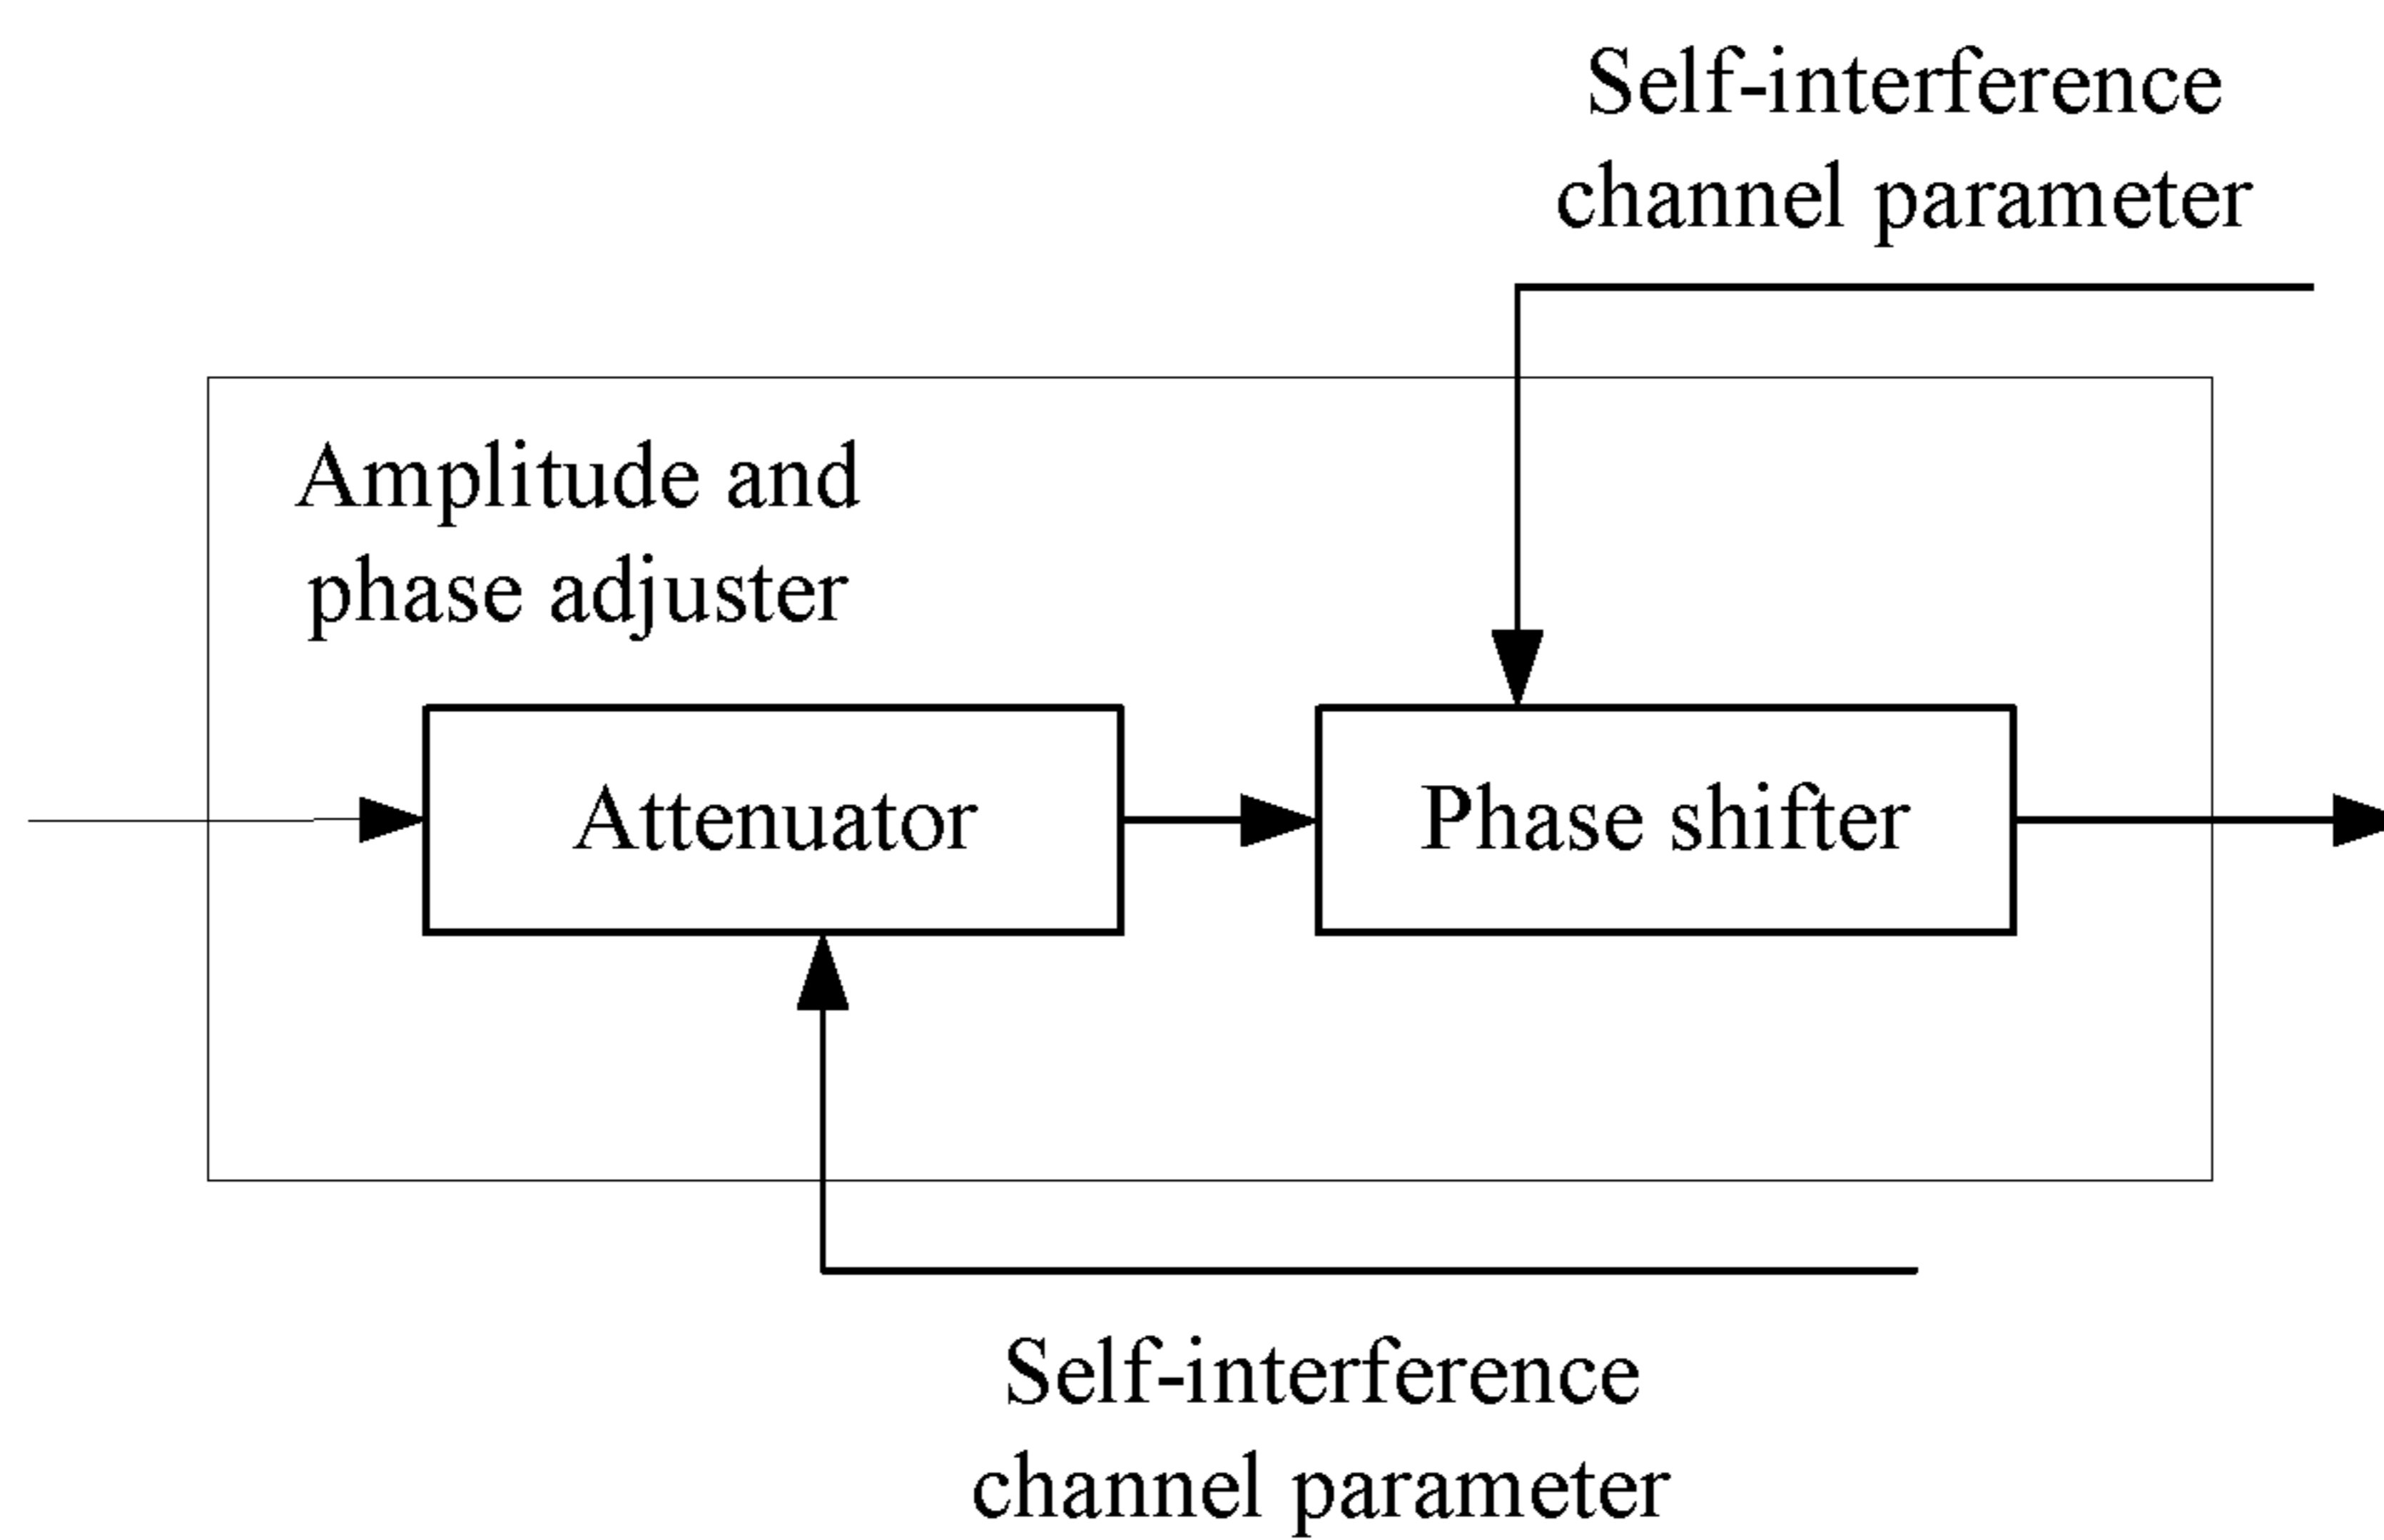 Self-interference
channel parameter
Amplitude and
phase adjuster
Attenuator
Phase shifter
Self-interference
channel parameter